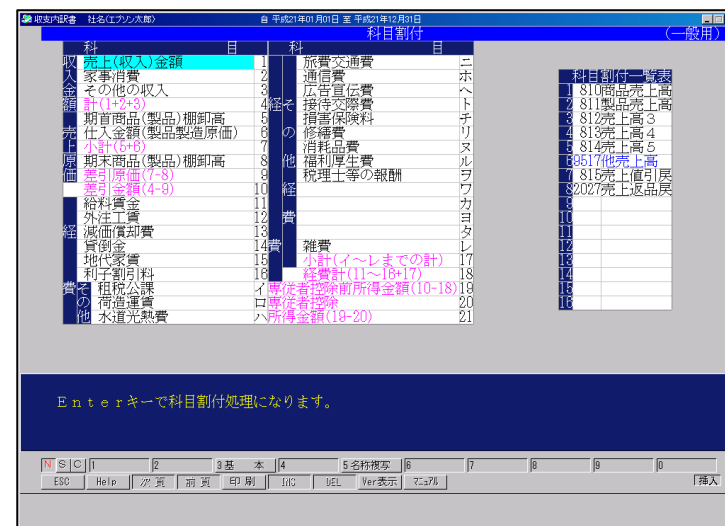 収支内訳書 社名(エプソン太郎) 自 平成21年01月01日 至 平成21年12月31日
科目割付 (一般用)
科 目 科 目
収入金額 売上(収入)金額 1 旅費交通費 ニ
家事消費 2 通信費 ホ
その他の収入 3 広告宣伝費 ヘ
計(1+2+3) 4 経 そ 接待交際費 ト
売上原価 期首商品(製品)棚卸高 5 損害保険料 チ
仕入金額(製品製造原価) 6 の 修繕費 リ
小計(5+6) 7 消耗品費 ヌ
期末商品(製品)棚卸高 8 他 福利厚生費 ル
差引原価(7-8) 9 税理士等の報酬 ヲ
差引金額(4-9) 10 経 ワ
給料賃金 11 カ
外注工賃 12 費 ヨ
経 減価償却費 13 タ
貸倒金 14 費 雑費 レ
地代家賃 15 小計(イ～レまでの計) 17
利子割引料 16 経費計(11～16+17) 18
費 その他 租税公課 イ 専従者控除前所得金額(10-18) 19
荷造運賃 ロ 専従者控除 20
水道光熱費 ハ 所得金額(19-20) 21
科目割付一覧表
1 810商品売上高
2 811製品売上高
3 812売上高3
4 813売上高4
5 814売上高5
6 9517他売上高
7 815売上値引戻
8 2027売上返品戻
9
10
11
12
13
14
15
16
Enterキーで科目割付処理になります。
N S C 1 2 3基 本 4 5名称複写 6 7 8 9 0
ESC Help 次頁 前頁 印刷 INC DEL Ver表示 マニュアル 挿入